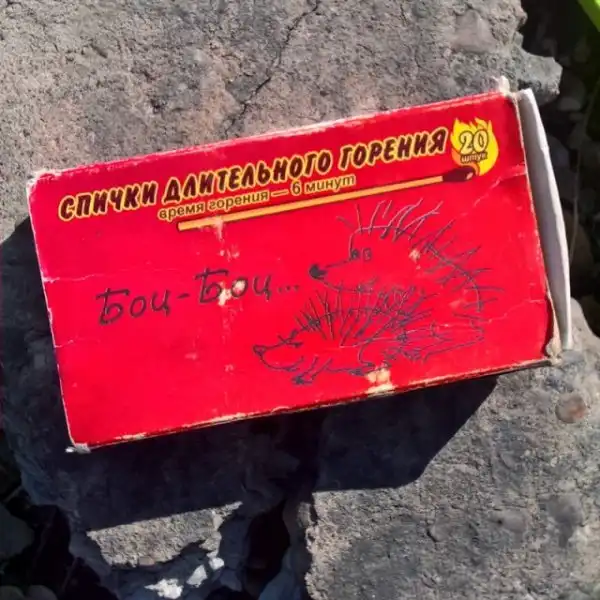 СПИЧКИ ДЛИТЕЛЬНОГО ГОРЕНИЯ
время горения — 6 минут
20
штук
Боц-Боц...